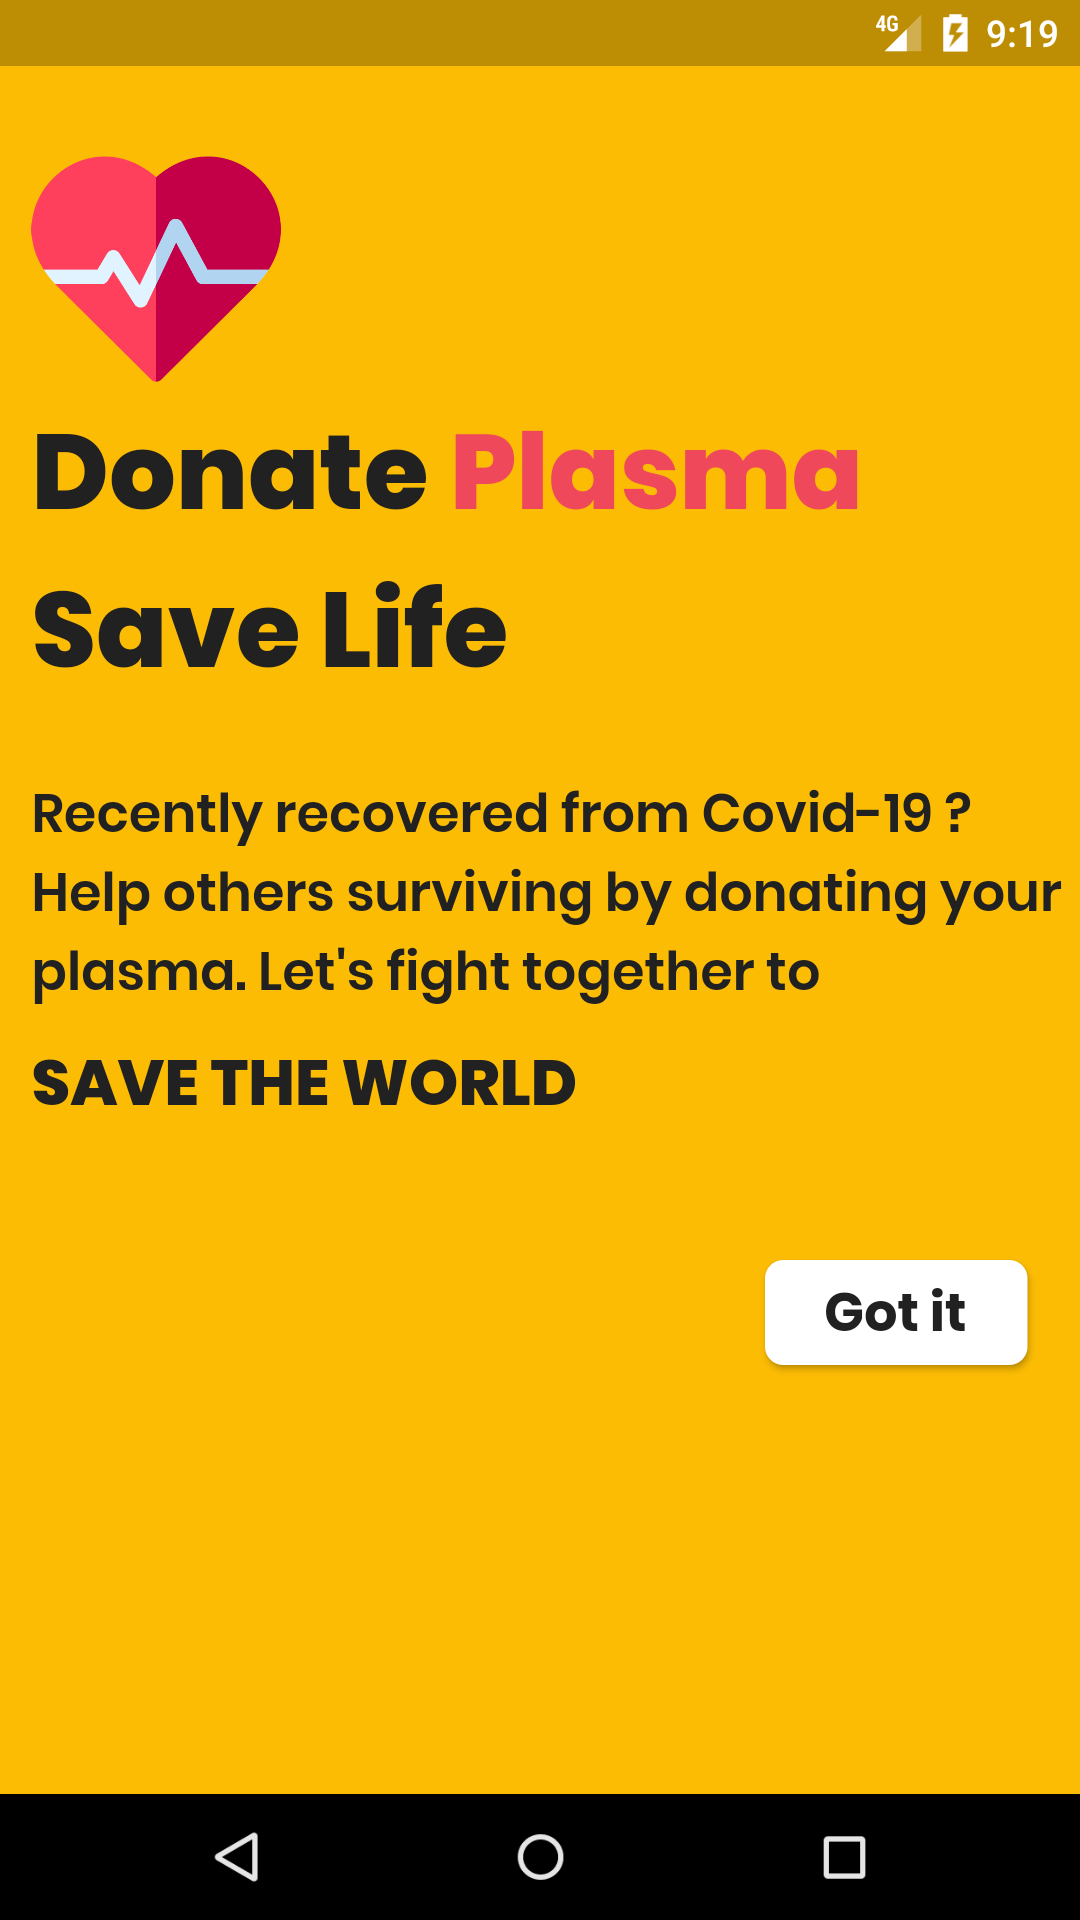 4G 9:19
Donate Plasma
Save Life
Recently recovered from Covid-19 ?
Help others surviving by donating your
plasma. Let's fight together to
SAVE THE WORLD
Got it